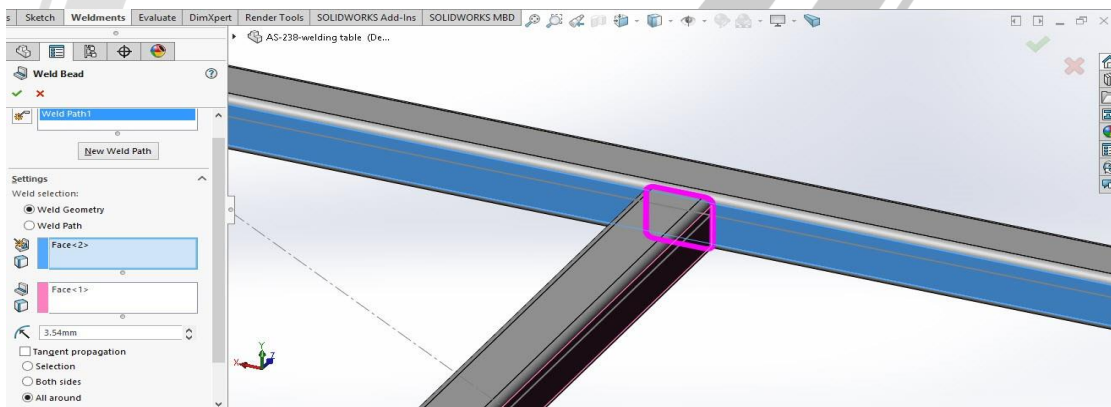 s Sketch Weldments Evaluate DimXpert Render Tools SOLIDWORKS Add-Ins SOLIDWORKS MBD
AS-238-welding table (De...
Weld Bead
Weld Path1
New Weld Path
Settings
Weld selection:
Weld Geometry
Weld Path
Face<2>
Face<1>
3.54mm
Tangent propagation
Selection
Both sides
All around
Y
X
Z